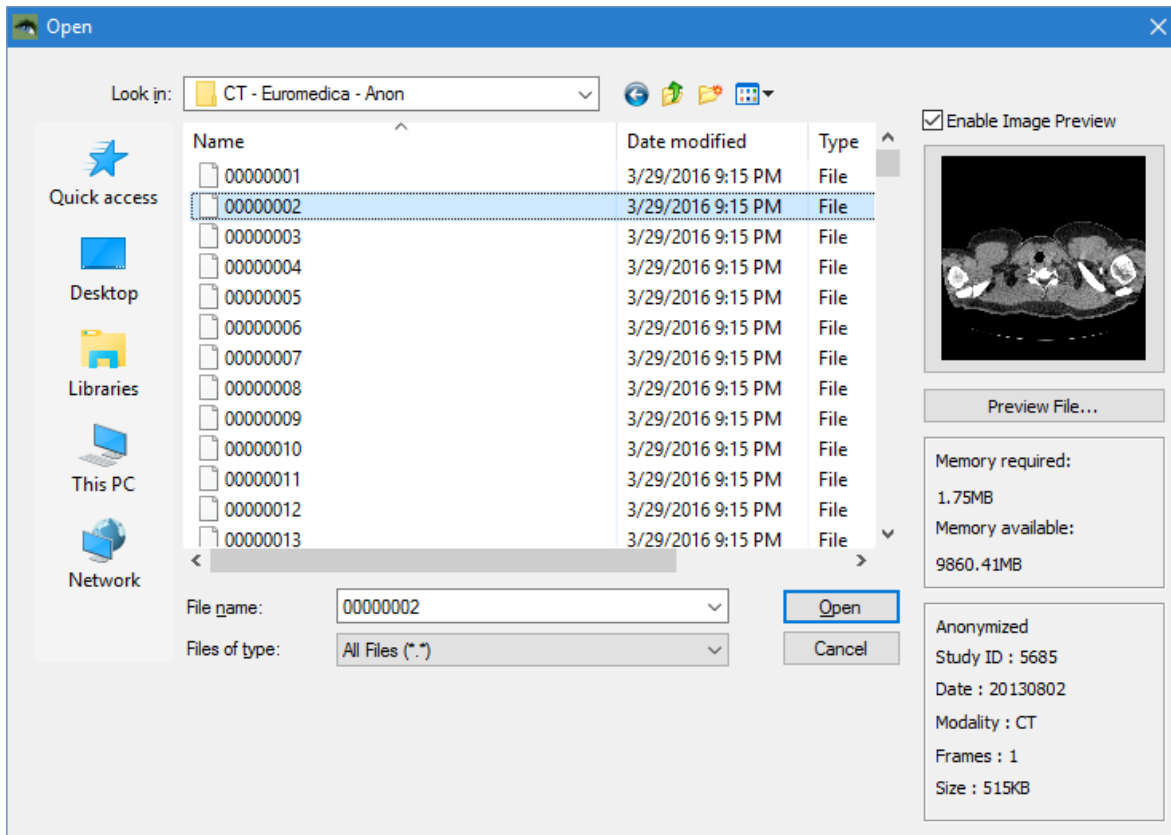 Open
Look in: CT - Euromedica - Anon
Enable Image Preview
Name Date modified Type
00000001 3/29/2016 9:15 PM File
00000002 3/29/2016 9:15 PM File
00000003 3/29/2016 9:15 PM File
00000004 3/29/2016 9:15 PM File
00000005 3/29/2016 9:15 PM File
00000006 3/29/2016 9:15 PM File
00000007 3/29/2016 9:15 PM File
00000008 3/29/2016 9:15 PM File
00000009 3/29/2016 9:15 PM File
00000010 3/29/2016 9:15 PM File
00000011 3/29/2016 9:15 PM File
00000012 3/29/2016 9:15 PM File
00000013 3/29/2016 9:15 PM File
Quick access
Desktop
Libraries
This PC
Network
File name: 00000002 Open
Files of type: All Files (*.*) Cancel
Preview File...
Memory required:
1.75MB
Memory available:
9860.41MB
Anonymized
Study ID : 5685
Date : 20130802
Modality : CT
Frames : 1
Size : 515KB